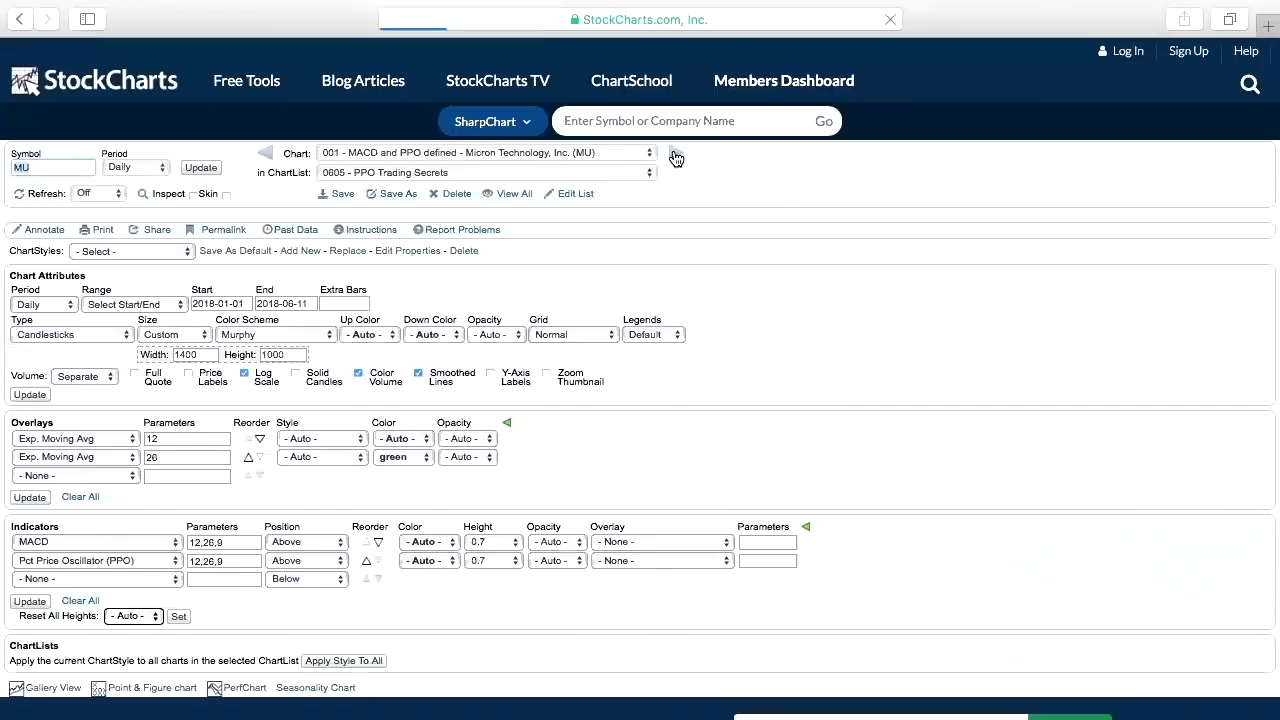 StockCharts.com, Inc.
Log In Sign Up Help
StockCharts Free Tools Blog Articles StockCharts TV ChartSchool Members Dashboard
SharpChart Enter Symbol or Company Name Go
Symbol Period Chart: 001 - MACD and PPO defined - Micron Technology, Inc. (MU)
MU Daily Update in ChartList: 0605 - PPO Trading Secrets
Refresh: Off Inspect Skin Save Save As Delete View All Edit List
Annotate Print Share Permalink Past Data Instructions Report Problems
ChartStyles: - Select - Save As Default - Add New - Replace - Edit Properties - Delete
Chart Attributes
Period Range Start End Extra Bars
Daily Select Start/End 2018-01-01 2018-06-11
Type Size Color Scheme Up Color Down Color Opacity Grid Legends
Candlesticks Custom Murphy - Auto - - Auto - - Auto - Normal Default
Width: 1400 Height: 1000
Volume: Separate Full Quote Price Labels Log Scale Solid Candles Color Volume Smoothed Lines Y-Axis Labels Zoom Thumbnail
Update
Overlays Parameters Reorder Style Color Opacity
Exp. Moving Avg 12 - Auto - - Auto - - Auto -
Exp. Moving Avg 26 - Auto - green - Auto -
- None -
Update Clear All
Indicators Parameters Position Reorder Color Height Opacity Overlay Parameters
MACD 12,26,9 Above - Auto - 0.7 - Auto - - None -
Pct Price Oscillator (PPO) 12,26,9 Above - Auto - 0.7 - Auto - - None -
- None - Below
Update Clear All
Reset All Heights: - Auto - Set
ChartLists
Apply the current ChartStyle to all charts in the selected ChartList Apply Style To All
Gallery View Point & Figure chart PerfChart Seasonality Chart